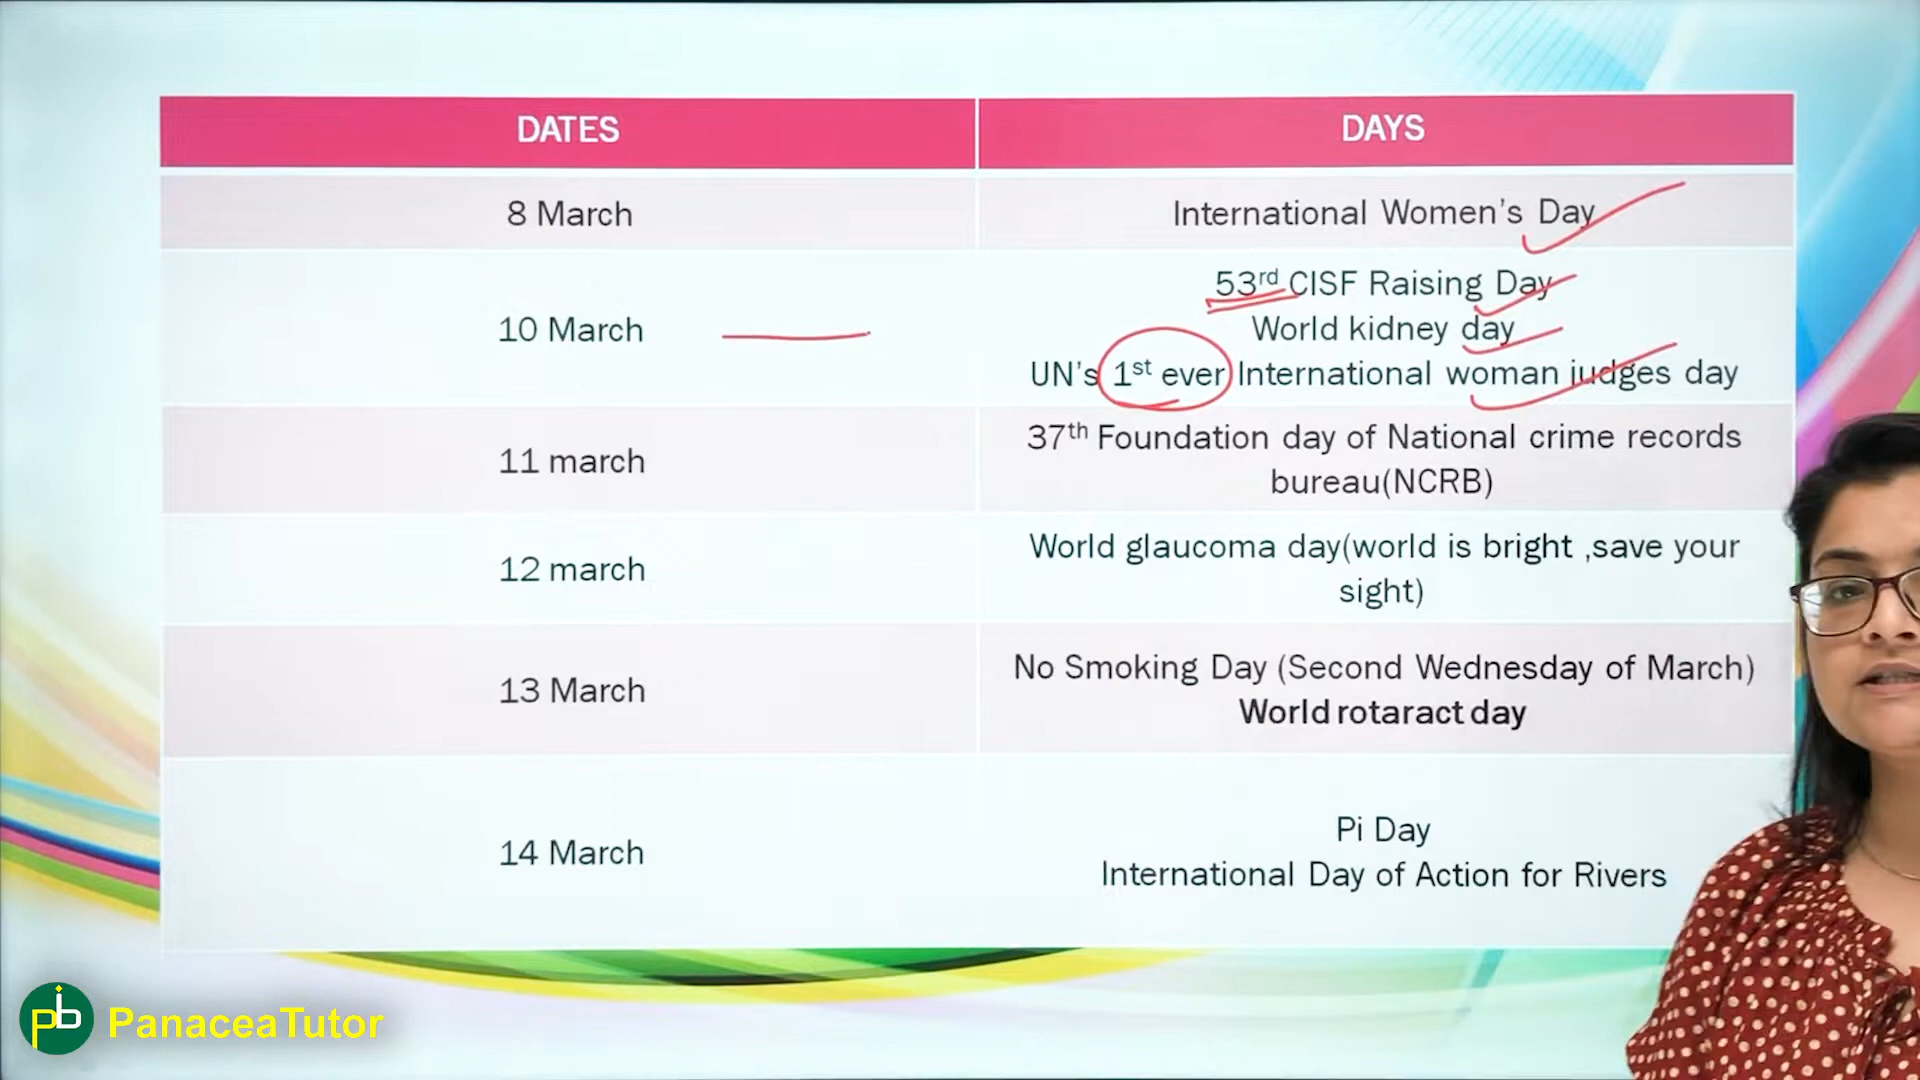 DATES DAYS
8 March International Women's Day
10 March 53rd CISF Raising Day
World kidney day
UN's 1st ever International woman judges day
11 march 37th Foundation day of National crime records
bureau(NCRB)
12 march World glaucoma day(world is bright ,save your
sight)
13 March No Smoking Day (Second Wednesday of March)
World rotaract day
14 March Pi Day
International Day of Action for Rivers
pb PanaceaTutor